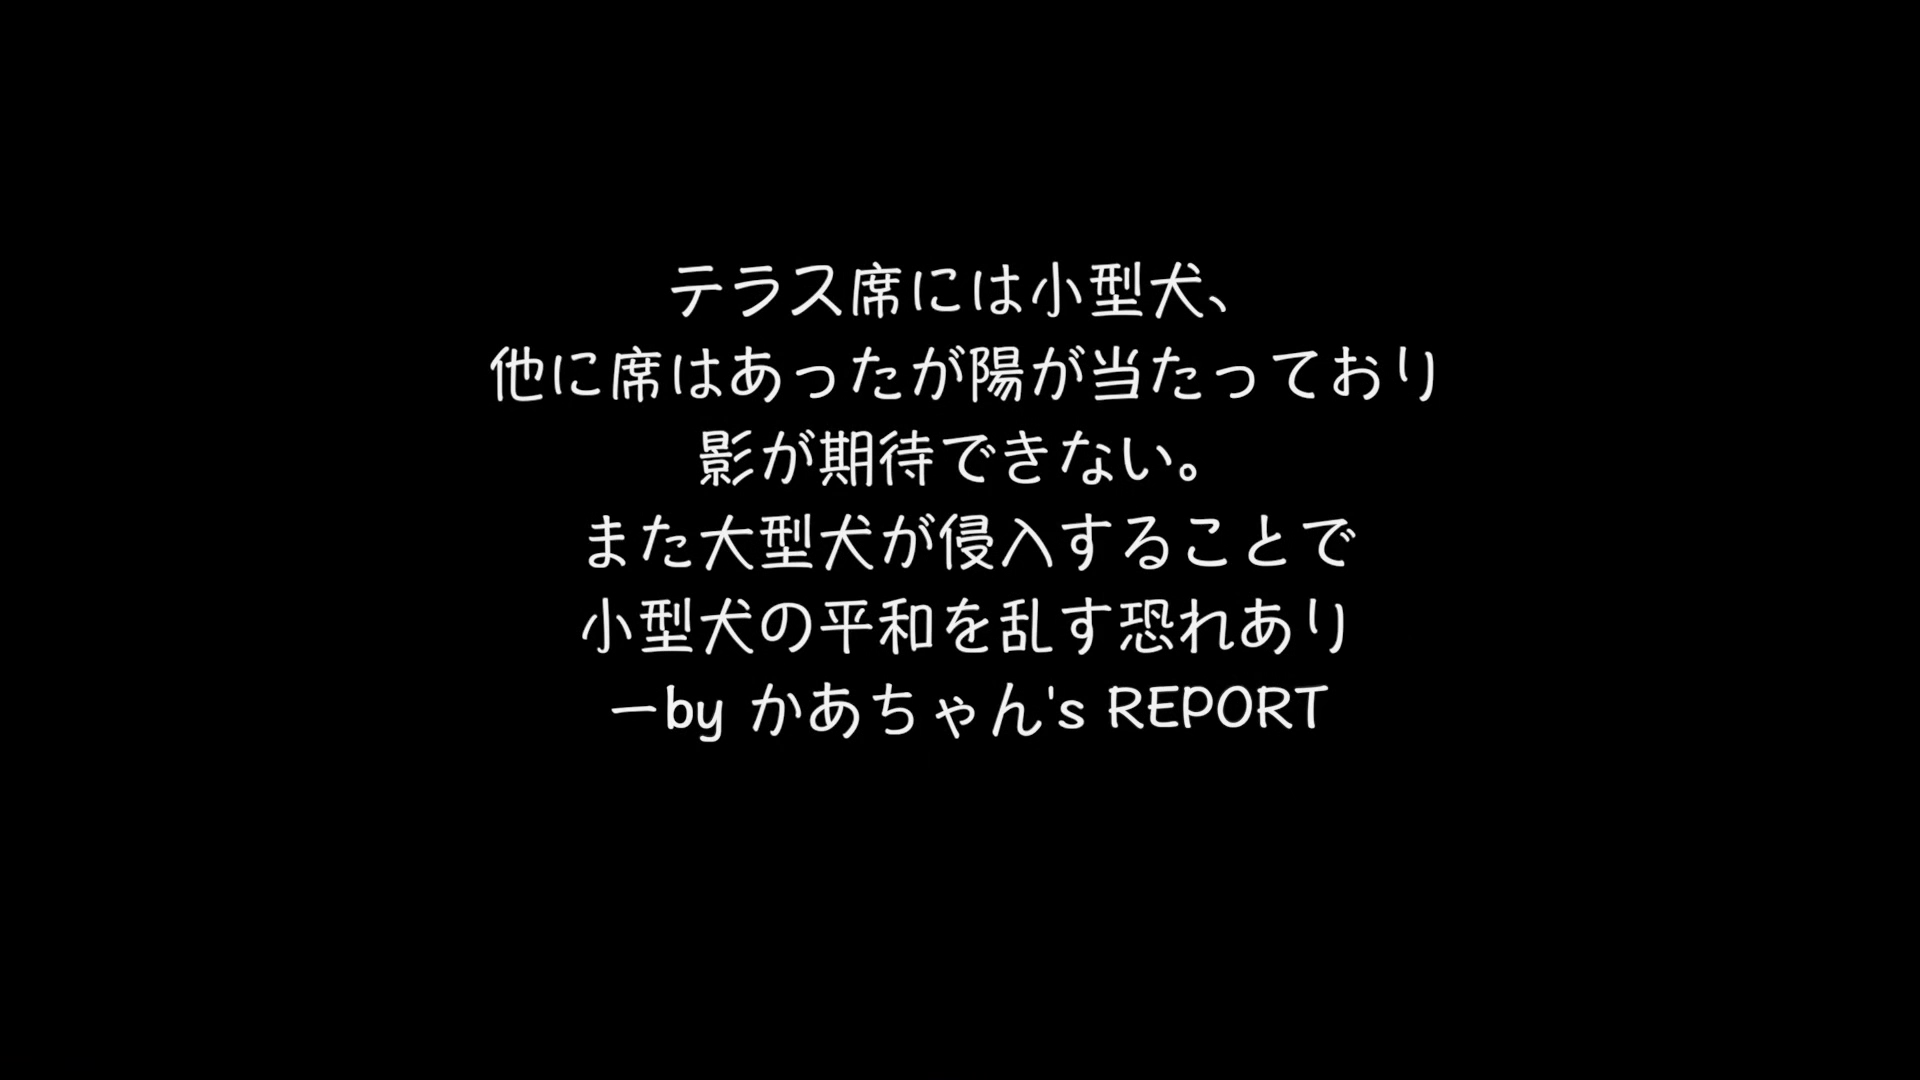 テラス席には小型犬、
他に席はあったが陽が当たっており
影が期待できない。
また大型犬が侵入することで
小型犬の平和を乱す恐れあり
ーby かあちゃん's REPORT